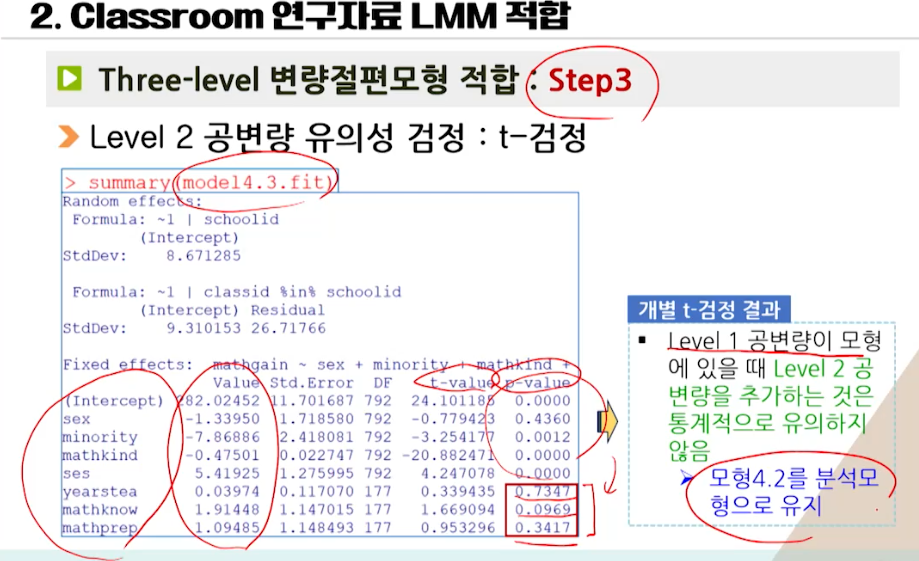 2. Classroom 연구자료 LMM 적합
Three-level 변량절편모형 적합 : Step3
Level 2 공변량 유의성 검정 : t-검정
> summary(model4.3.fit)
Random effects:
Formula: ~1 | schoolid
(Intercept)
StdDev: 8.671285
Formula: ~1 | classid %in% schoolid
(Intercept) Residual
StdDev: 9.310153 26.71766
Fixed effects: mathgain ~ sex + minority + mathkind +
Value Std.Error DF t-value p-value
(Intercept) 282.02452 11.701687 792 24.101185 0.0000
sex -1.33950 1.718580 792 -0.779423 0.4360
minority -7.86886 2.418081 792 -3.254177 0.0012
mathkind -0.47501 0.022747 792 -20.882471 0.0000
ses 5.41925 1.275995 792 4.247078 0.0000
yearstea 0.03974 0.117070 177 0.339435 0.7347
mathknow 1.91448 1.147015 177 1.669094 0.0969
mathprep 1.09485 1.148493 177 0.953296 0.3417
개별 t-검정 결과
▪ Level 1 공변량이 모형
에 있을 때 Level 2 공
변량을 추가하는 것은
통계적으로 유의하지
않음
➢ 모형4.2를 분석모
형으로 유지